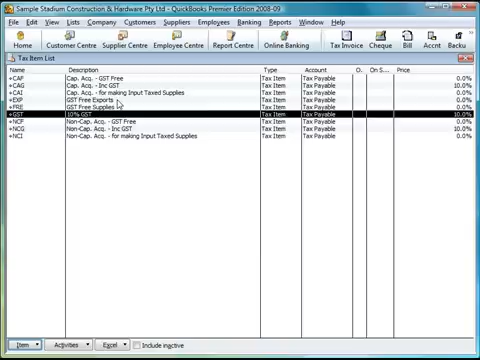 Sample Stadium Construction & Hardware Pty Ltd - QuickBooks Premier Edition 2008-09
File Edit View Lists Company Customers Suppliers Employees Banking Reports Window Help
Home Customer Centre Supplier Centre Employee Centre Report Centre Online Banking Tax Invoice Cheque Bill Accnt Backu
Tax Item List
Name Description Type Account O. On S... Price
CAF Cap. Acq. - GST Free Tax Item Tax Payable 0.0%
CAG Cap. Acq. - Inc GST Tax Item Tax Payable 10.0%
CAI Cap. Acq. - for making Input Taxed Supplies Tax Item Tax Payable 0.0%
EXP GST Free Exports Tax Item Tax Payable 0.0%
FRE GST Free Supplies Tax Item Tax Payable 0.0%
GST 10% GST Tax Item Tax Payable 10.0%
NCF Non-Cap. Acq. - GST Free Tax Item Tax Payable 0.0%
NCG Non-Cap. Acq. - Inc GST Tax Item Tax Payable 10.0%
NCI Non-Cap. Acq. - for making Input Taxed Supplies Tax Item Tax Payable 0.0%
Item Activities Excel Include inactive